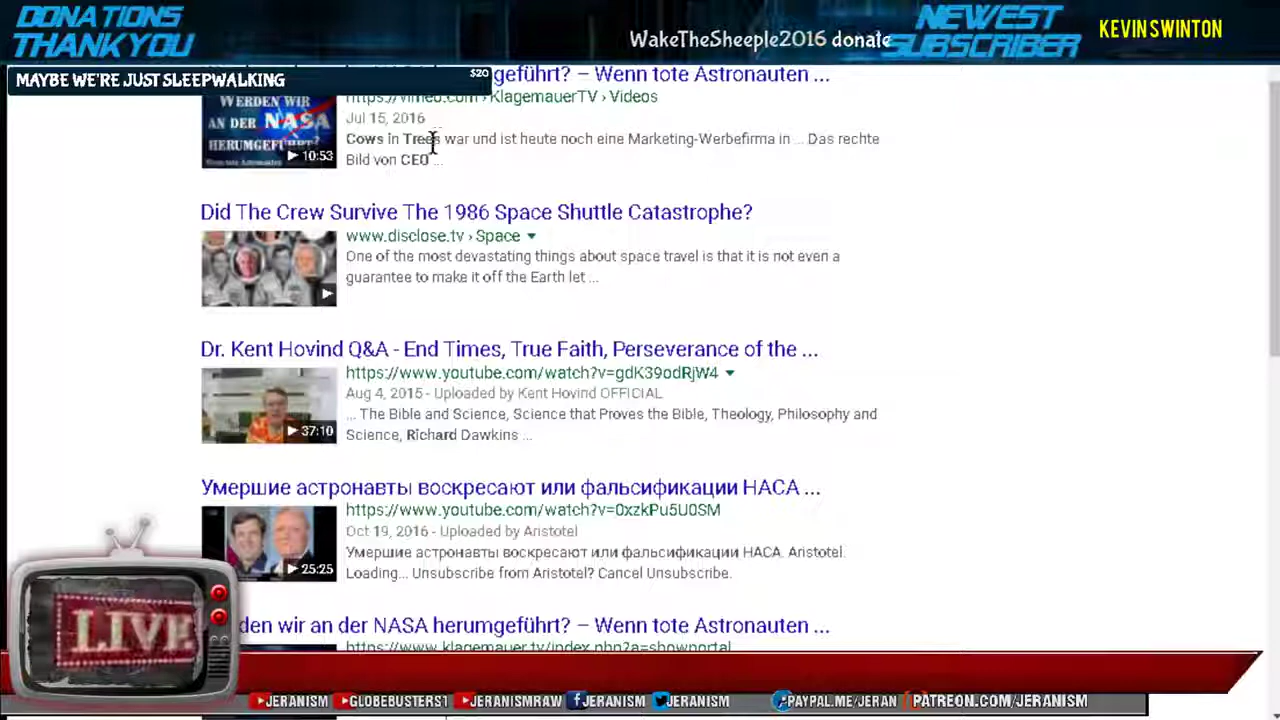 DONATIONS
THANKYOU
WakeTheSheeple2016 donate
NEWEST
SUBSCRIBER
KEVIN SWINTON
MAYBE WE'RE JUST SLEEPWALKING
$20
geführt? – Wenn tote Astronauten ...
https://vimeo.com › KlagemauerTV › Videos
WERDEN WIR
AN DER NASA
HERUMGEFÜHRT?
10:53
Jul 15, 2016
Cows in Trees war und ist heute noch eine Marketing-Werbefirma in ... Das rechte
Bild von CEO ...
Did The Crew Survive The 1986 Space Shuttle Catastrophe?
www.disclose.tv › Space
One of the most devastating things about space travel is that it is not even a
guarantee to make it off the Earth let ...
Dr. Kent Hovind Q&A - End Times, True Faith, Perseverance of the ...
https://www.youtube.com/watch?v=gdK39odRjW4
Aug 4, 2015 - Uploaded by Kent Hovind OFFICIAL
... The Bible and Science, Science that Proves the Bible, Theology, Philosophy and
Science, Richard Dawkins ...
37:10
Умершие астронавты воскресают или фальсификации НАСА ...
https://www.youtube.com/watch?v=0xzkPu5U0SM
Oct 19, 2016 - Uploaded by Aristotel
Умершие астронавты воскресают или фальсификации НАСА. Aristotel.
Loading... Unsubscribe from Aristotel? Cancel Unsubscribe.
25:25
den wir an der NASA herumgeführt? – Wenn tote Astronauten ...
https://www.klagemauer.tv/index.php?a=showportal
LIVE
JERANISM
GLOBEBUSTERS1
JERANISMRAW
JERANISM
JERANISM
PAYPAL.ME/JERAN
PATREON.COM/JERANISM